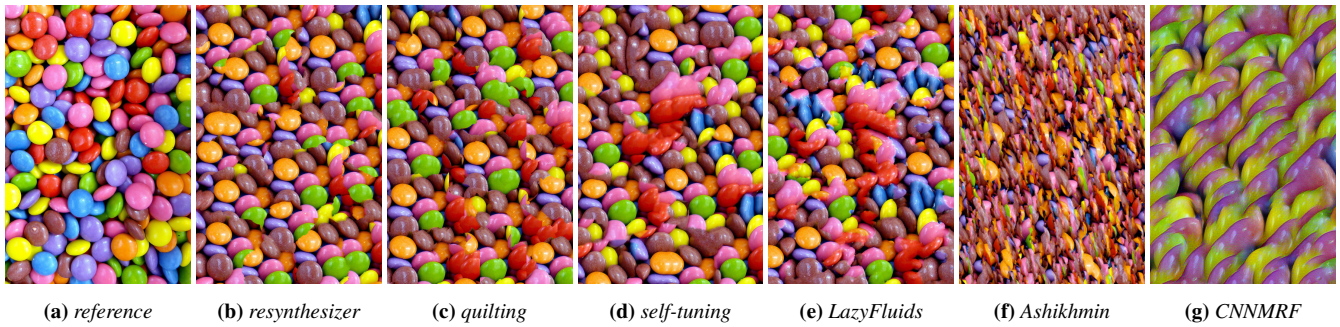 (a) reference (b) resynthesizer (c) quilting (d) self-tuning (e) LazyFluids (f) Ashikhmin (g) CNNMRF